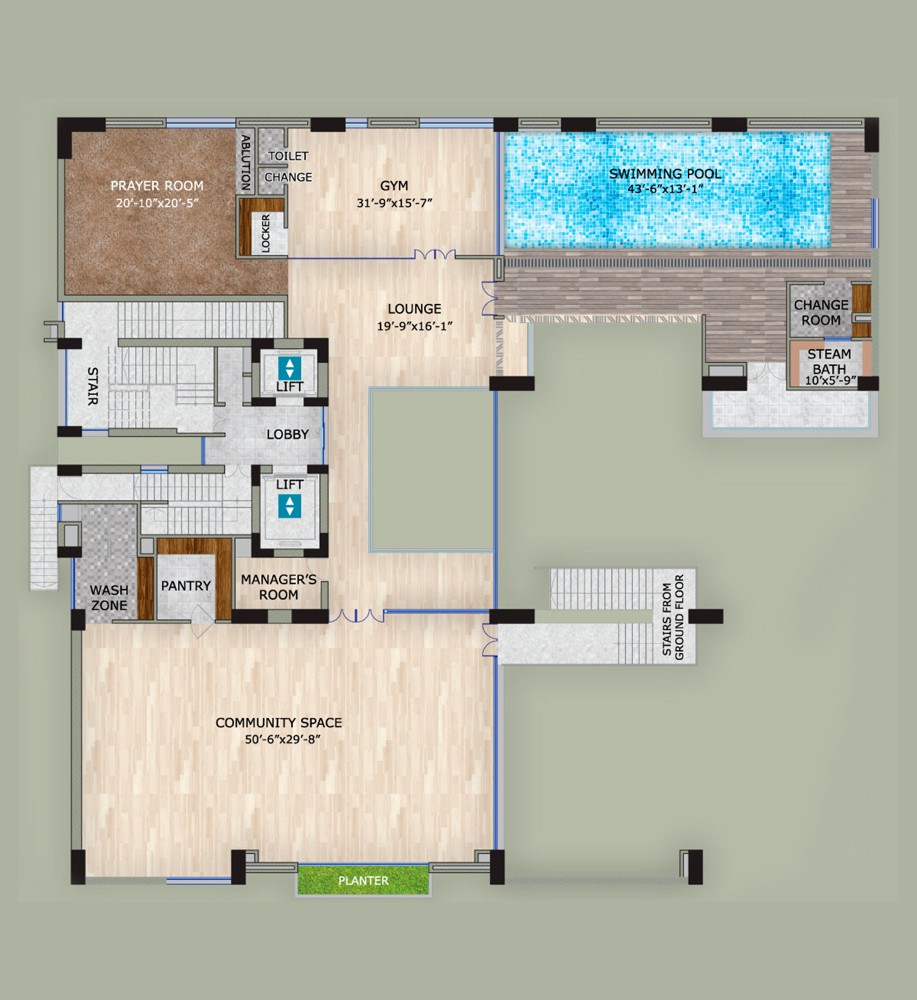 ABLUTION
TOILET
CHANGE
PRAYER ROOM
20'-10"x20'-5"
LOCKER
GYM
31'-9"x15'-7"
SWIMMING POOL
43'-6"x13'-1"
LOUNGE
19'-9"x16'-1"
CHANGE
ROOM
STEAM
BATH
10'x5'-9"
STAIR
LIFT
LOBBY
LIFT
WASH
ZONE
PANTRY
MANAGER'S
ROOM
STAIRS FROM
GROUND FLOOR
COMMUNITY SPACE
50'-6"x29'-8"
PLANTER